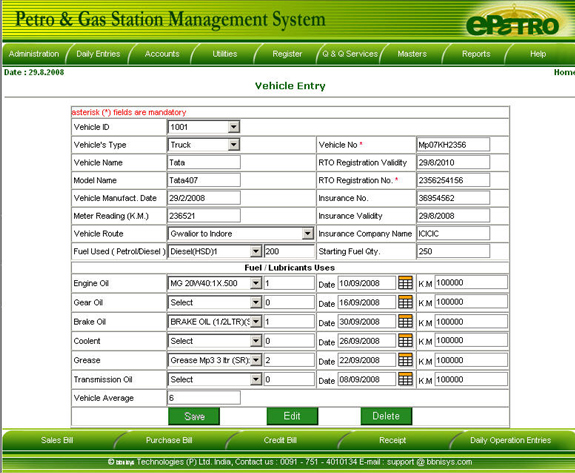 Petro & Gas Station Management System
ePeTRO
Administration Daily Entries Accounts Utilities Register Q & Q Services Masters Reports Help
Date : 29.8.2008 Home
Vehicle Entry
asterisk (*) fields are mandatory
Vehicle ID 1001
Vehicle's Type Truck Vehicle No * Mp07KH2356
Vehicle Name Tata RTO Registration Validity 29/8/2010
Model Name Tata407 RTO Registration No. * 2356254156
Vehicle Manufact. Date 29/2/2008 Insurance No. 36954562
Meter Reading (K.M.) 236521 Insurance Validity 29/8/2008
Vehicle Route Gwalior to Indore Insurance Company Name ICICIC
Fuel Used ( Petrol/Diesel ) Diesel(HSD)1 200 Starting Fuel Qty. 250
Fuel / Lubricants Uses
Engine Oil MG 20W40:1X.500 1 Date 10/09/2008 K.M 100000
Gear Oil Select 0 Date 16/09/2008 K.M 100000
Brake Oil BRAKE OIL (1/2LTR)(S 1 Date 30/09/2008 K.M 100000
Coolent Select 0 Date 26/09/2008 K.M 100000
Grease Grease Mp3 3 ltr (SR): 2 Date 22/09/2008 K.M 100000
Transmission Oil Select 0 Date 08/09/2008 K.M 100000
Vehicle Average 6
Save Edit Delete
Sales Bill Purchase Bill Credit Bill Receipt Daily Operation Entries
© bbnisys Technologies (P) Ltd. India, Contact us : 0091 - 751 - 4010134 E-mail : support @ bbnisys.com